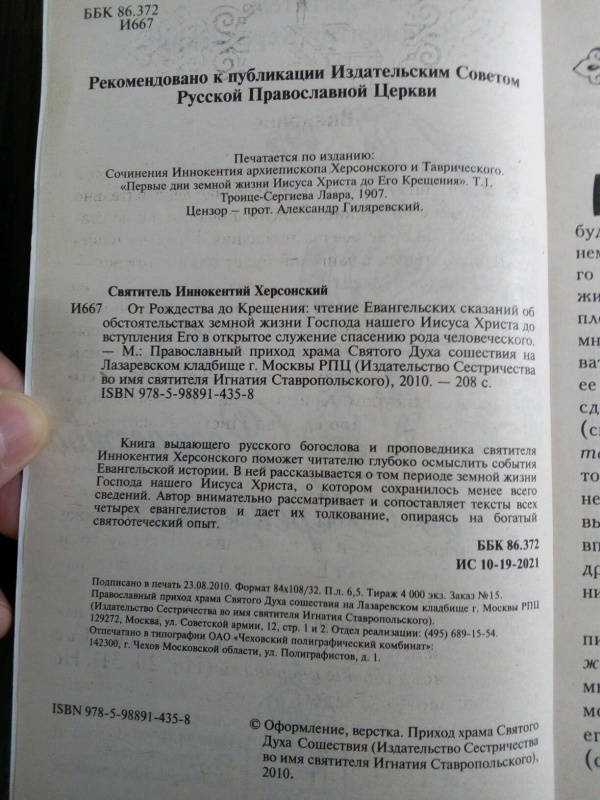 ББК 86.372
И667
Рекомендовано к публикации Издательским Советом
Русской Православной Церкви
Печатается по изданию:
Сочинения Иннокентия архиепископа Херсонского и Таврического.
«Первые дни земной жизни Иисуса Христа до Его Крещения». Т.I.
Троице-Сергиева Лавра, 1907.
Цензор – прот. Александр Гиляревский.
Святитель Иннокентий Херсонский
И667 От Рождества до Крещения: чтение Евангельских сказаний об
обстоятельствах земной жизни Господа нашего Иисуса Христа до
вступления Его в открытое служение спасению рода человеческого.
— М.: Православный приход храма Святого Духа сошествия на
Лазаревском кладбище г. Москвы РПЦ (Издательство Сестричества
во имя святителя Игнатия Ставропольского), 2010. — 208 с.
ISBN 978-5-98891-435-8
Книга выдающего русского богослова и проповедника святителя
Иннокентия Херсонского поможет читателю глубоко осмыслить события
Евангельской истории. В ней рассказывается о том периоде земной жизни
Господа нашего Иисуса Христа, о котором сохранилось менее всего
сведений. Автор внимательно рассматривает и сопоставляет тексты всех
четырех евангелистов и дает их толкование, опираясь на богатый
святоотеческий опыт.
ББК 86.372
ИС 10-19-2021
Подписано в печать 23.08.2010. Формат 84х108/32. П.л. 6,5. Тираж 4 000 экз. Заказ №15.
Православный приход храма Святого Духа сошествия на Лазаревском кладбище г. Москвы РПЦ
(Издательство Сестричества во имя святителя Игнатия Ставропольского).
129272, Москва, ул. Советской армии, 12, стр. 1 и 2. Отдел реализации: (495) 689-15-54.
Отпечатано в типографии ОАО «Чеховский полиграфический комбинат»:
142300, г. Чехов Московской области, ул. Полиграфистов, д. 1.
ISBN 978-5-98891-435-8
© Оформление, верстка. Приход храма Святого
Духа Сошествия (Издательство Сестричества
во имя святителя Игнатия Ставропольского),
2010.